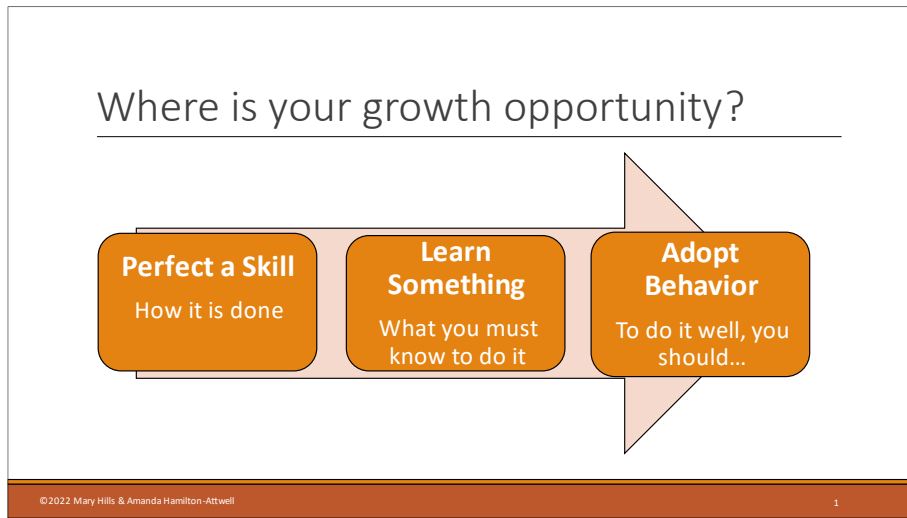 Where is your growth opportunity?
Perfect a Skill
How it is done
Learn
Something
What you must
know to do it
Adopt
Behavior
To do it well, you
should…
©2022 Mary Hills & Amanda Hamilton-Attwell
1